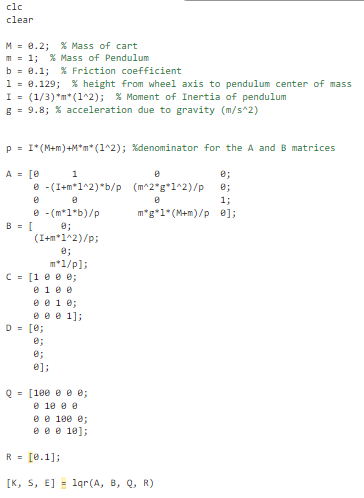 clc
clear
M = 0.2; % Mass of cart
m = 1; % Mass of Pendulum
b = 0.1; % Friction coefficient
l = 0.129; % height from wheel axis to pendulum center of mass
I = (1/3)*m*(l^2); % Moment of Inertia of pendulum
g = 9.8; % acceleration due to gravity (m/s^2)
p = I*(M+m)+M*m*(l^2); %denominator for the A and B matrices
A = [0 1 0 0;
0 -(I+m*l^2)*b/p (m^2*g*l^2)/p 0;
0 0 0 1;
0 -(m*l*b)/p m*g*l*(M+m)/p 0];
B = [ 0;
(I+m*l^2)/p;
0;
m*l/p];
C = [1 0 0 0;
0 1 0 0
0 0 1 0;
0 0 0 1];
D = [0;
0;
0;
0];
Q = [100 0 0 0;
0 10 0 0
0 0 100 0;
0 0 0 10];
R = [0.1];
[K, S, E] = lqr(A, B, Q, R)